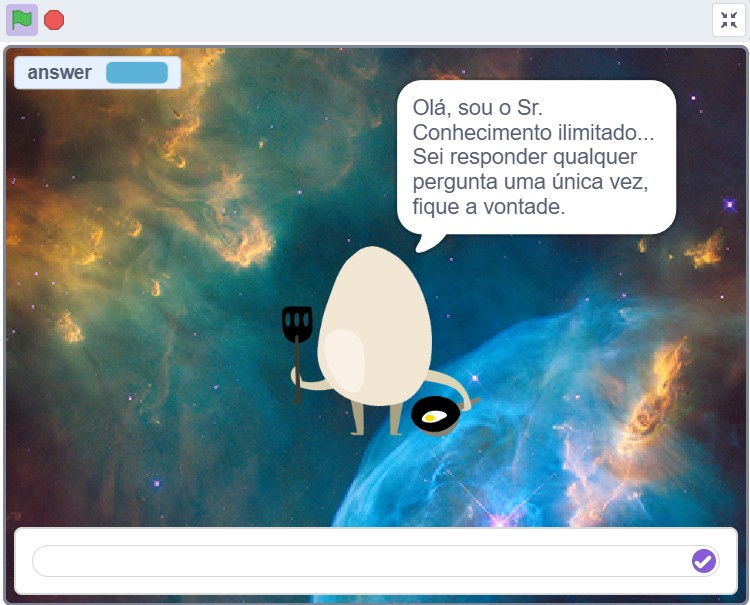 answer
Olá, sou o Sr.
Conhecimento ilimitado...
Sei responder qualquer
pergunta uma única vez,
fique a vontade.